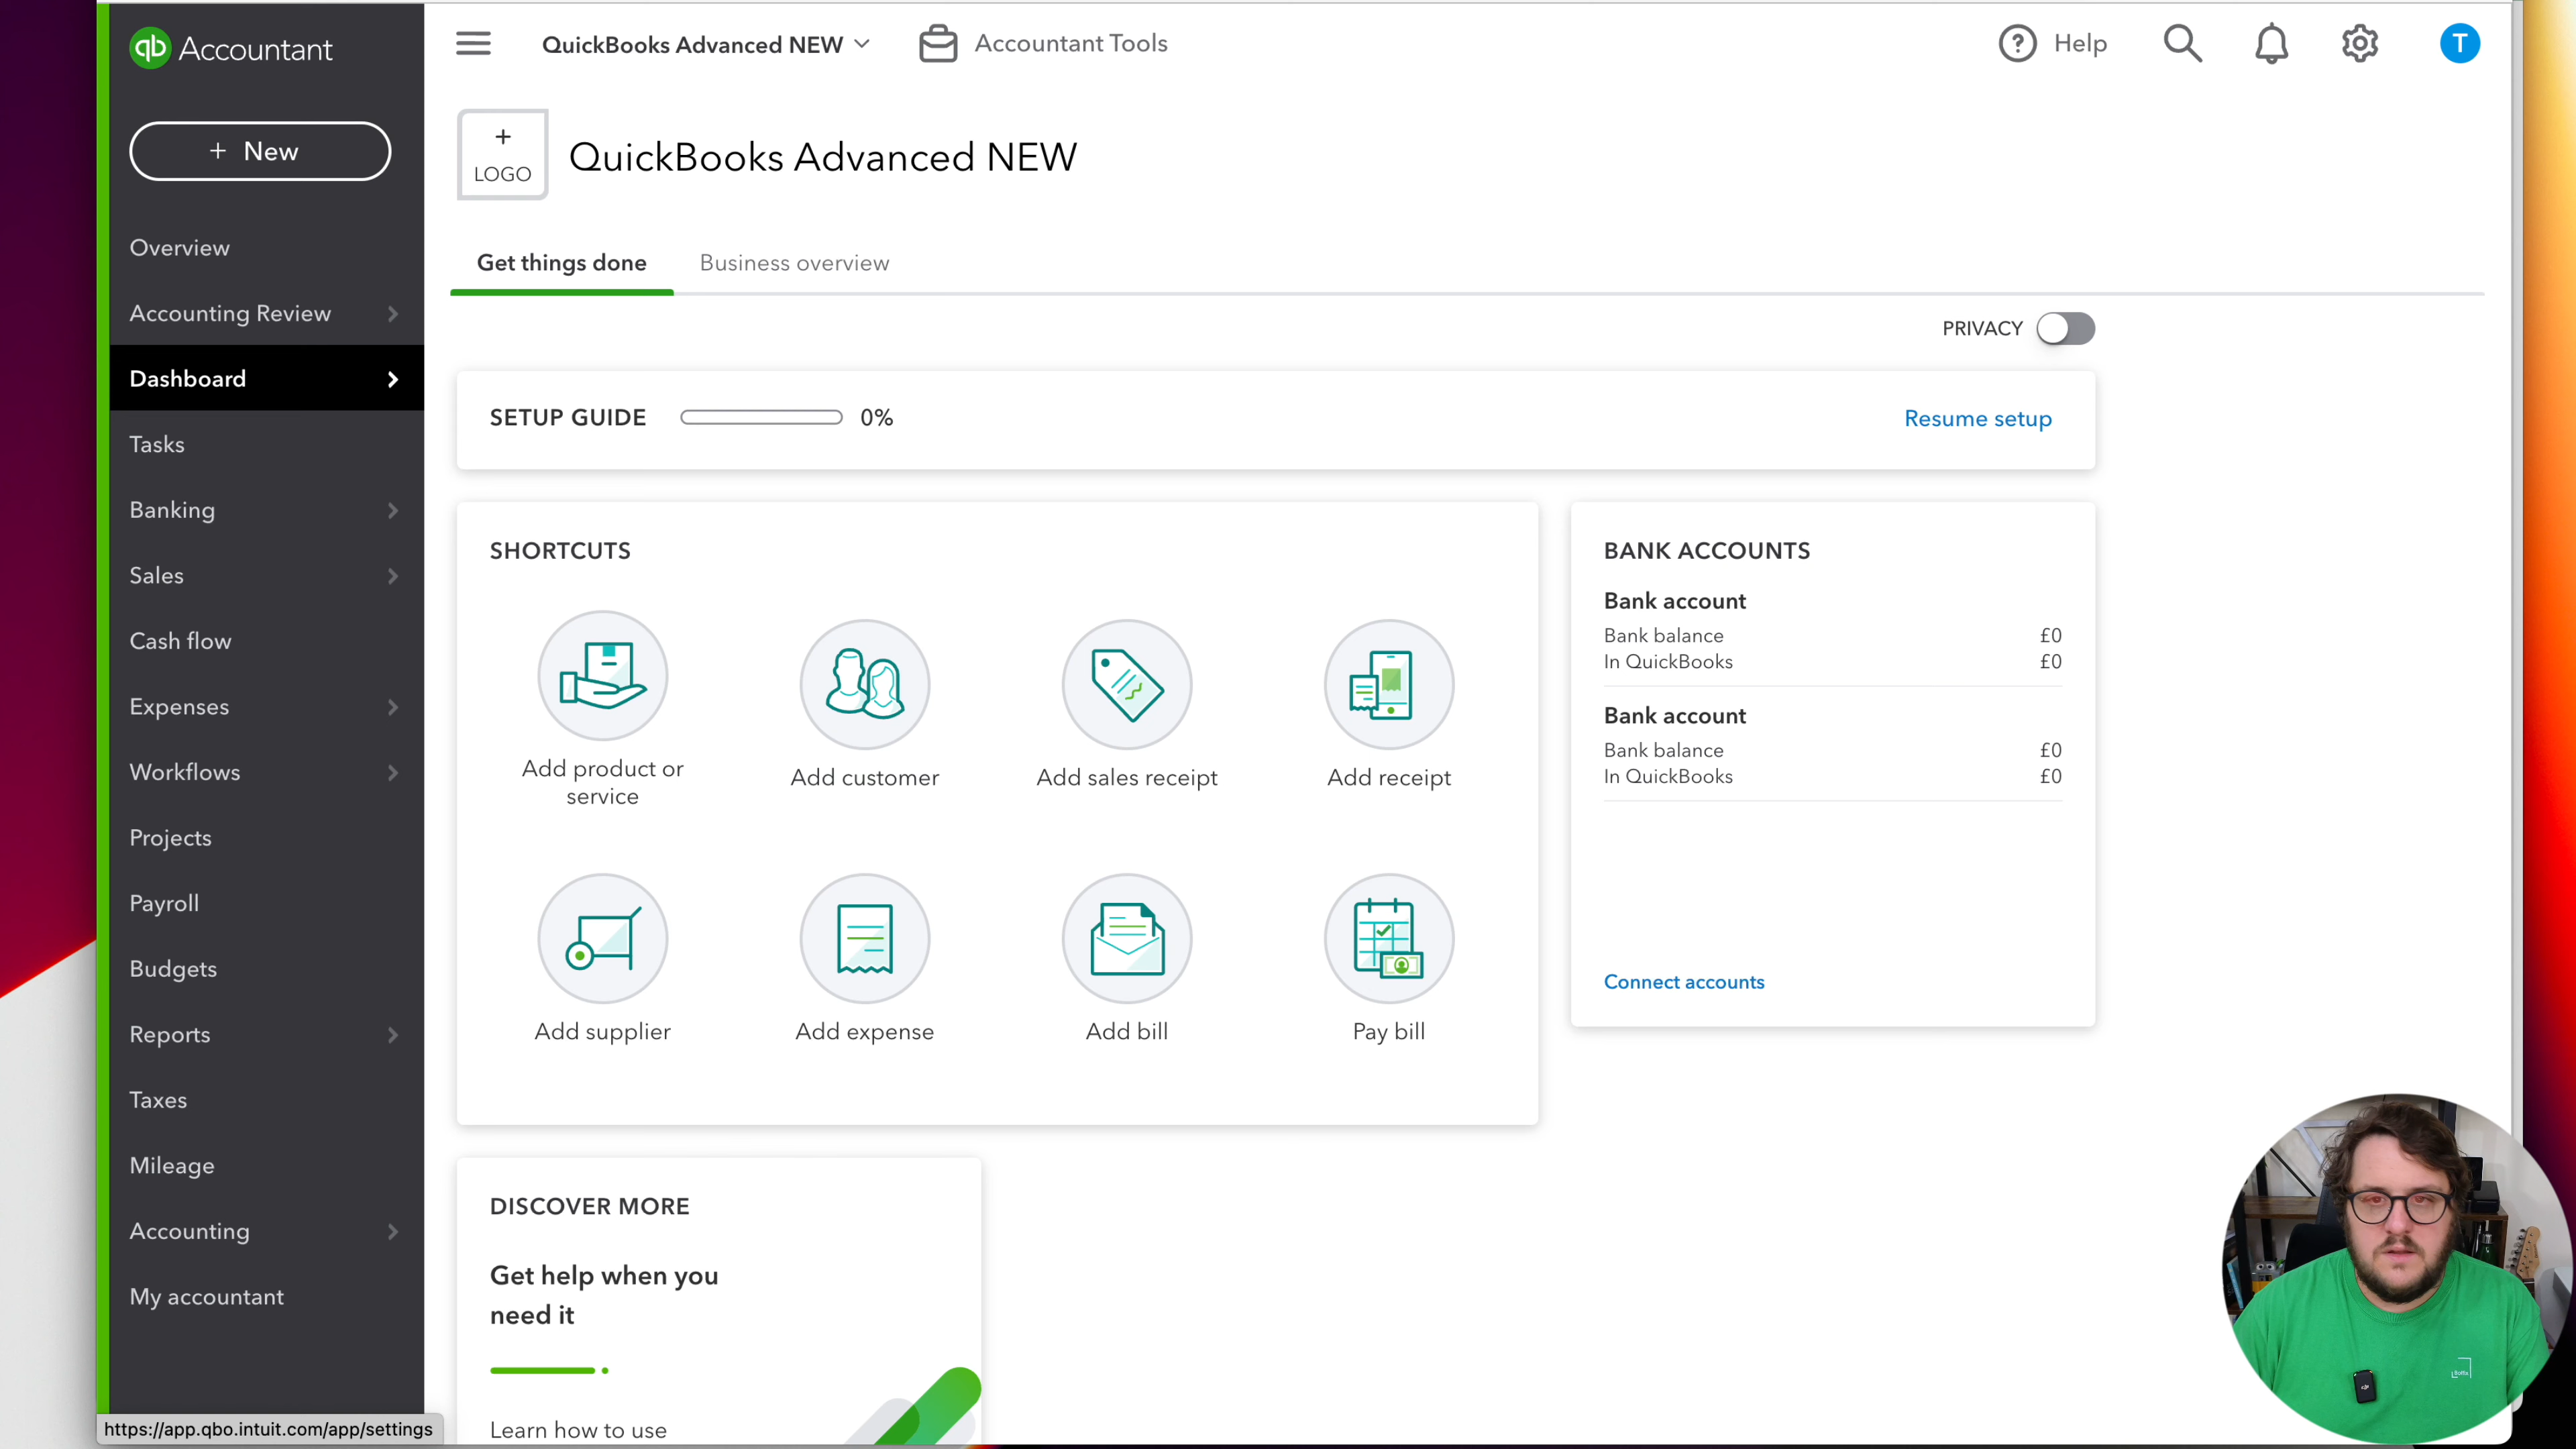 qb Accountant
+ New
Overview
Accounting Review
Dashboard
Tasks
Banking
Sales
Cash flow
Expenses
Workflows
Projects
Payroll
Budgets
Reports
Taxes
Mileage
Accounting
My accountant
https://app.qbo.intuit.com/app/settings
QuickBooks Advanced NEW
Accountant Tools
? Help
T
+
LOGO
QuickBooks Advanced NEW
Get things done
Business overview
PRIVACY
SETUP GUIDE
0%
Resume setup
SHORTCUTS
Add product or
service
Add customer
Add sales receipt
Add receipt
Add supplier
Add expense
Add bill
Pay bill
BANK ACCOUNTS
Bank account
Bank balance £0
In QuickBooks £0
Bank account
Bank balance £0
In QuickBooks £0
Connect accounts
DISCOVER MORE
Get help when you
need it
Learn how to use